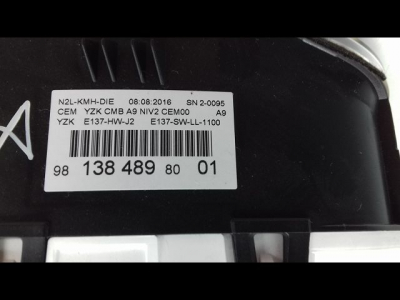 N2L-KMH-DIE 08:08:2016 SN 2-0095
CEM YZK CMB A9 NIV2 CEM00 A9
YZK E137-HW-J2 E137-SW-LL-1100
98 138 489 80 01
A